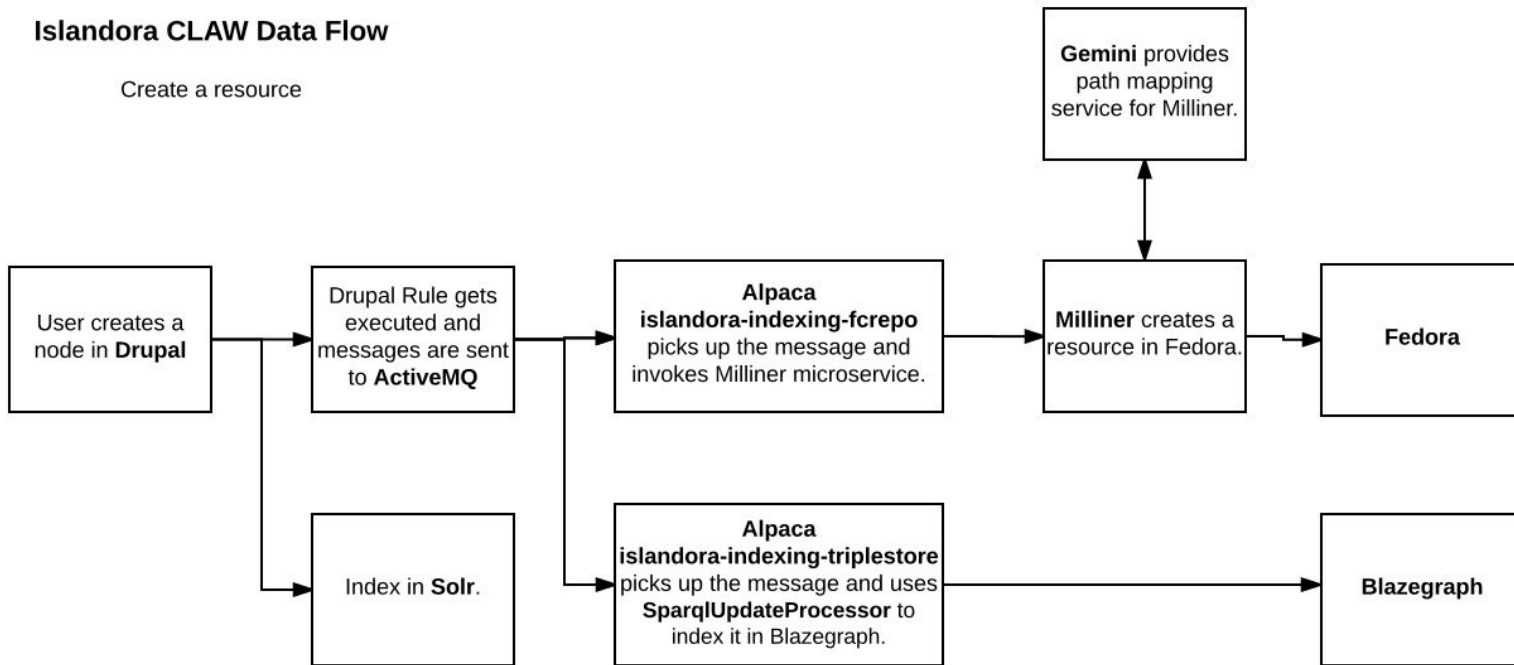 Islandora CLAW Data Flow
Create a resource
Gemini provides
path mapping
service for Milliner.
User creates a
node in Drupal
Drupal Rule gets
executed and
messages are sent
to ActiveMQ
Alpaca
islandora-indexing-fcrepo
picks up the message and
invokes Milliner microservice.
Milliner creates a
resource in Fedora.
Fedora
Index in Solr.
Alpaca
islandora-indexing-triplestore
picks up the message and uses
SparqlUpdateProcessor to
index it in Blazegraph.
Blazegraph